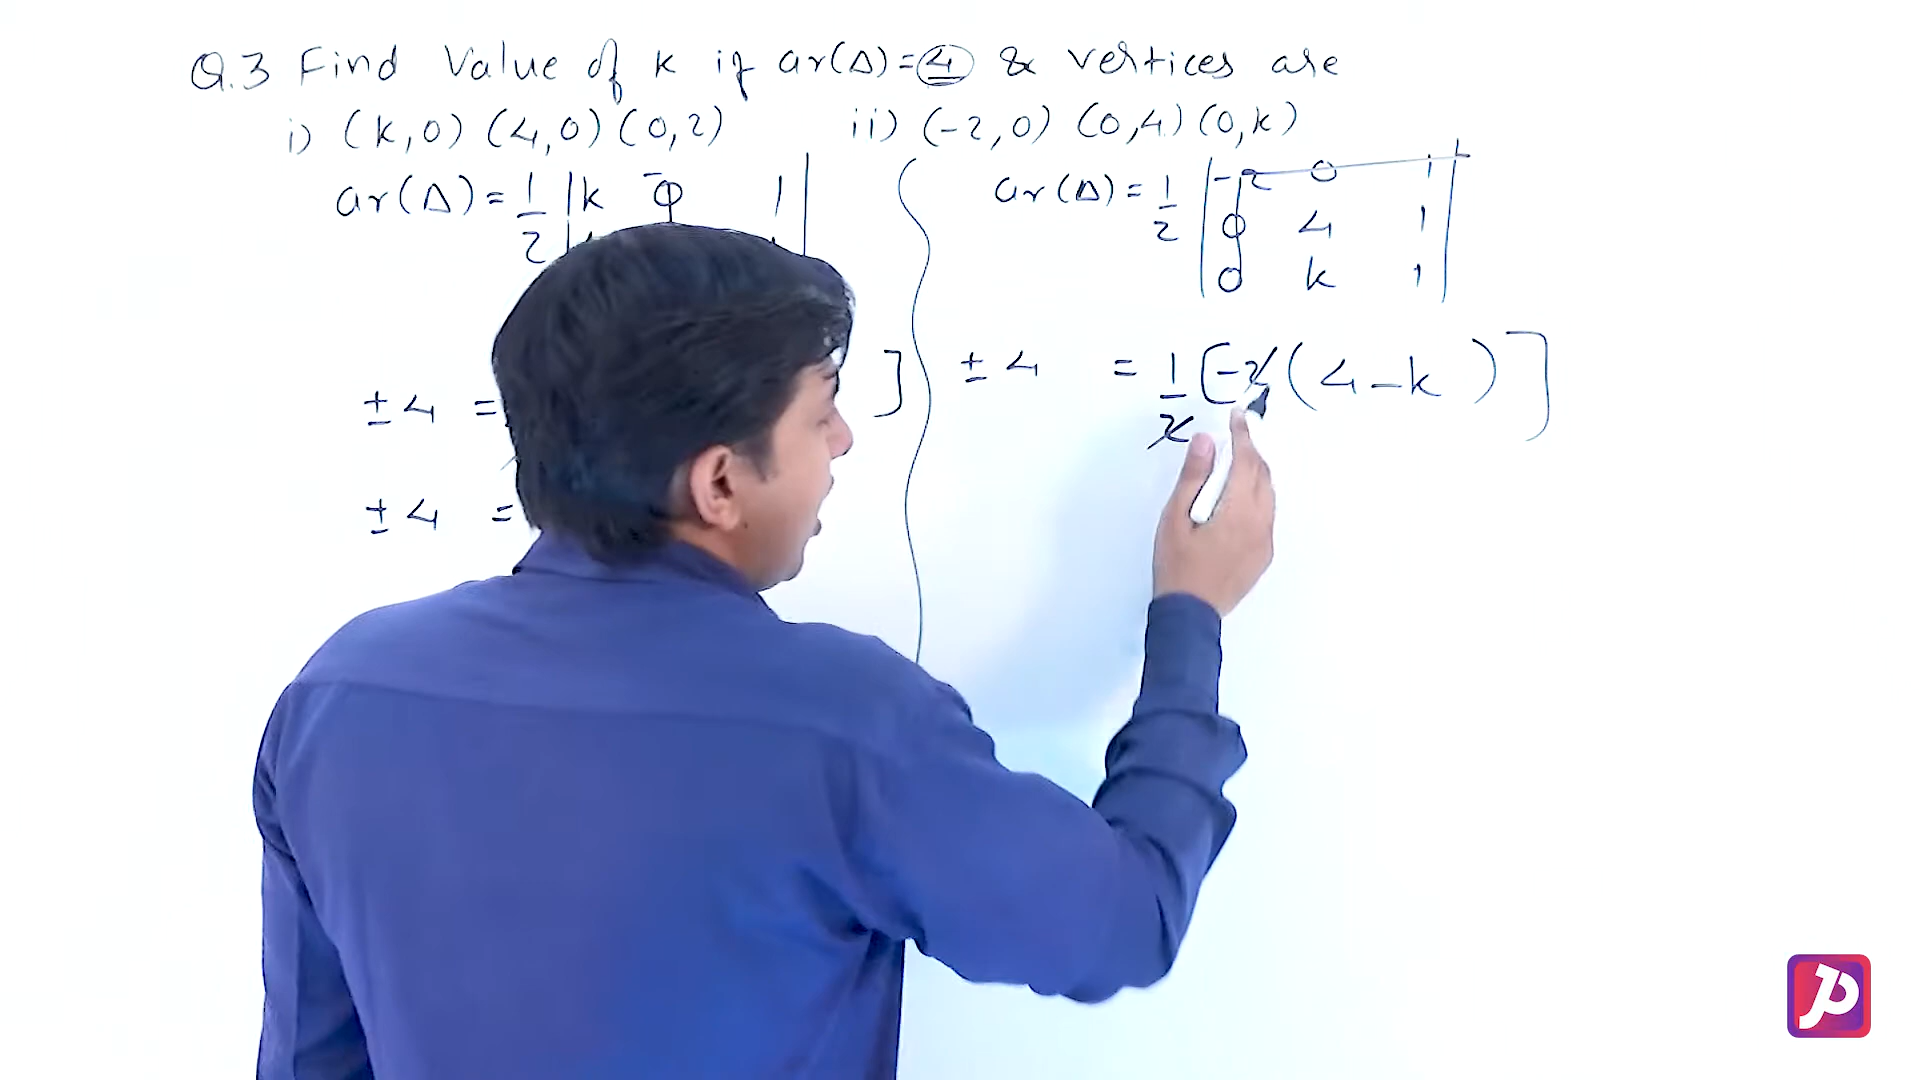 Q.3 Find Value of k if ar(Δ)=4 & vertices are
i) (k,0) (4,0) (0,2)
ii) (-2,0) (0,4) (0,k)
ar(Δ) = 1/2 | k 0 1 |
± 4 =
]
± 4 =
ar(Δ) = 1/2 | -2 0 1 |
0 4 1
0 k 1
± 4 = 1/2 [-2(4-k)]